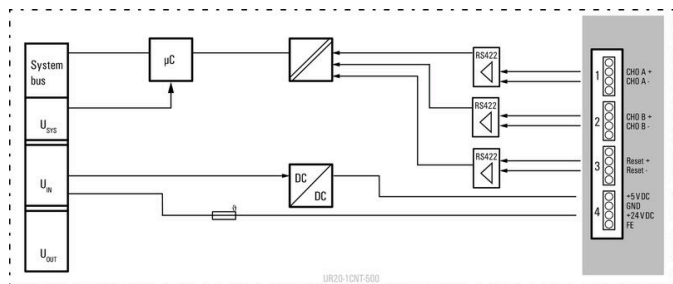 System
bus
U SYS
U IN
U OUT
µC
DC
DC
RS422
RS422
RS422
ϑ
1
CH0 A +
CH0 A -
2
CH0 B +
CH0 B -
3
Reset +
Reset -
4
+5 V DC
GND
+24 V DC
FE
UR20-1CNT-500